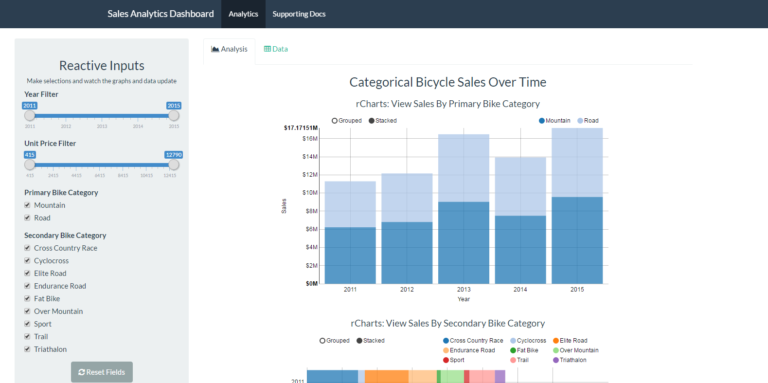 Sales Analytics Dashboard
Analytics
Supporting Docs
Reactive Inputs
Make selections and watch the graphs and data update
Year Filter
2011 2015
2011 2012 2013 2014 2015
Unit Price Filter
415 12790
415 2415 4415 6415 8415 10415 12415
Primary Bike Category
Mountain
Road
Secondary Bike Category
Cross Country Race
Cyclocross
Elite Road
Endurance Road
Fat Bike
Over Mountain
Sport
Trail
Triathalon
Reset Fields
Analysis
Data
Categorical Bicycle Sales Over Time
rCharts: View Sales By Primary Bike Category
Grouped Stacked
Mountain Road
$17.17151M
$16M
$14M
$12M
$10M
$8M
$6M
$4M
$2M
$0M
Sales
2011 2012 2013 2014 2015
Year
rCharts: View Sales By Secondary Bike Category
Grouped Stacked
Cross Country Race Cyclocross Elite Road
Endurance Road Fat Bike Over Mountain
Sport Trail Triathalon
2011